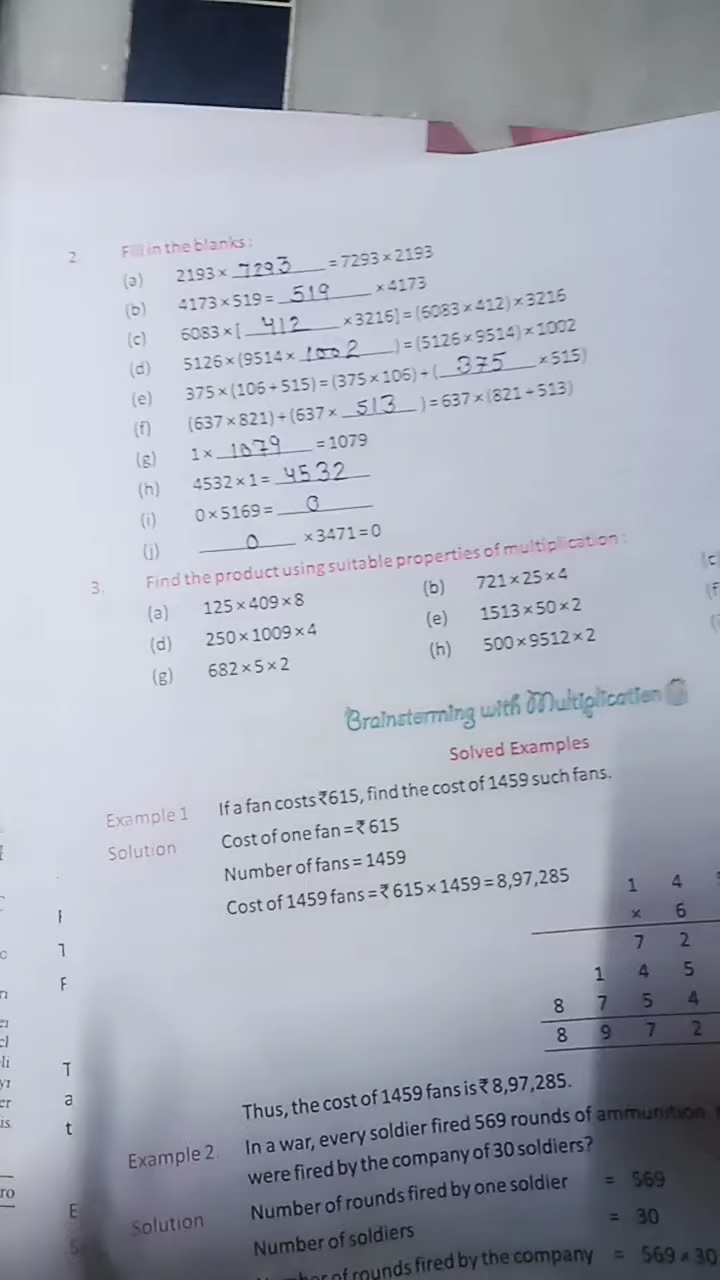 2. Fill in the blanks:
(a) 2193 × 7293 = 7293 × 2193
(b) 4173 × 519 = 519 × 4173
(c) 6083 × [ 412 × 3216] = (6083 × 412) × 3216
(d) 5126 × (9514 × 1002 ) = (5126 × 9514) × 1002
(e) 375 × (106 + 515) = (375 × 106) + ( 375 × 515)
(f) (637 × 821) + (637 × 513 ) = 637 × (821 + 513)
(g) 1 × 1079 = 1079
(h) 4532 × 1 = 4532
(i) 0 × 5169 = 0
(j) 0 × 3471 = 0
3. Find the product using suitable properties of multiplication:
(a) 125 × 409 × 8 (b) 721 × 25 × 4 (c
(d) 250 × 1009 × 4 (e) 1513 × 50 × 2 (f
(g) 682 × 5 × 2 (h) 500 × 9512 × 2
Brainstorming with Multiplication
Solved Examples
Example 1 If a fan costs ₹615, find the cost of 1459 such fans.
Solution Cost of one fan = ₹ 615
Number of fans = 1459
Cost of 1459 fans = ₹ 615 × 1459 = 8,97,285
1 4
× 6
7 2
1 4 5
8 7 5 4
8 9 7 2
Thus, the cost of 1459 fans is ₹ 8,97,285.
Example 2 In a war, every soldier fired 569 rounds of ammunition.
were fired by the company of 30 soldiers?
Solution Number of rounds fired by one soldier = 569
Number of soldiers = 30
of rounds fired by the company = 569 × 30